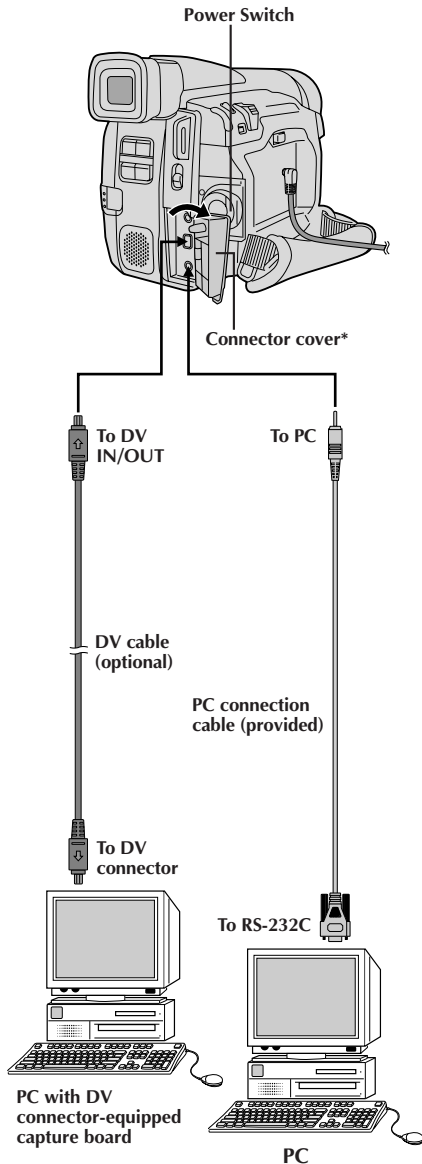 Power Switch
Connector cover*
To DV
IN/OUT
To PC
DV cable
(optional)
PC connection
cable (provided)
To DV
connector
To RS-232C
PC with DV
connector-equipped
capture board
PC